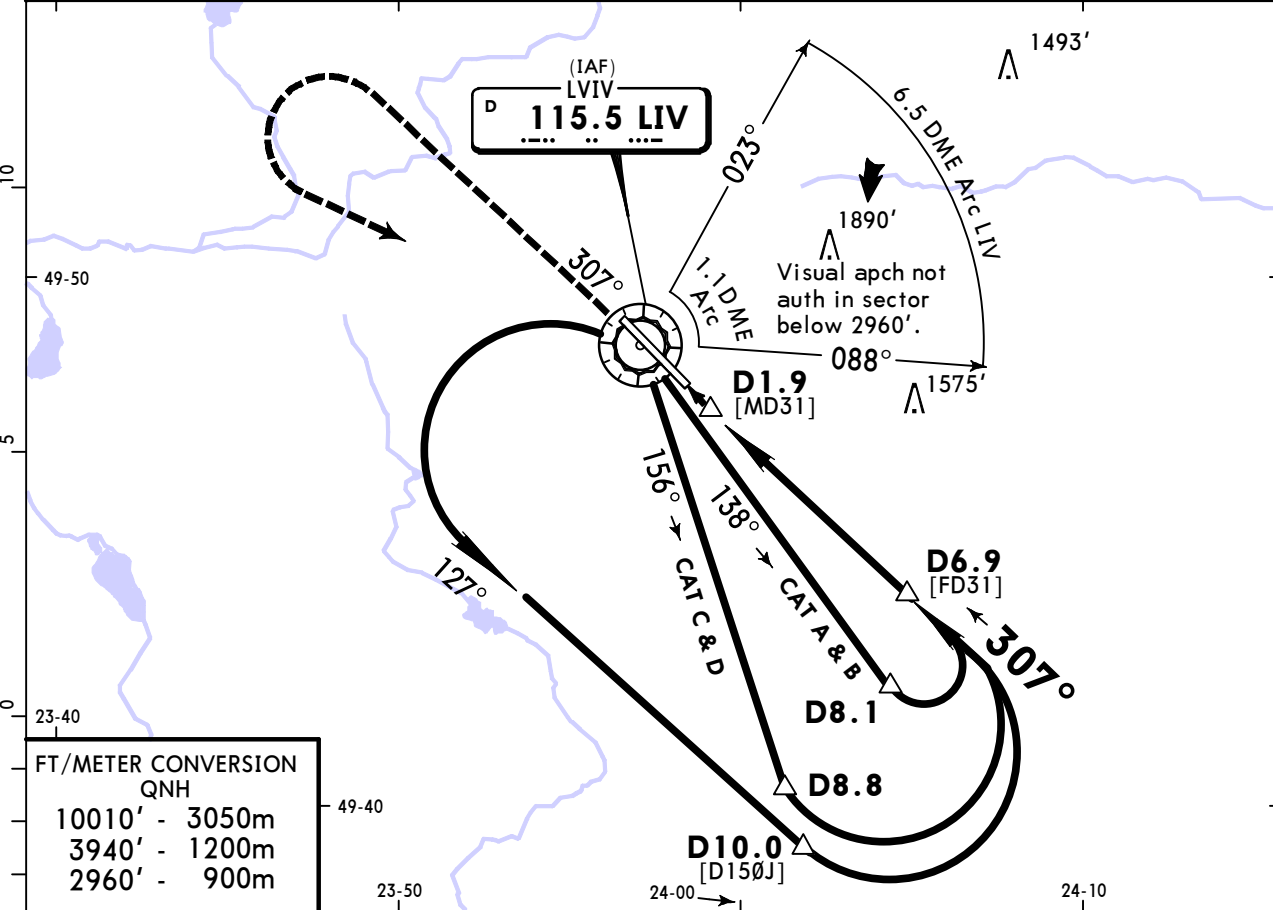 1493'
(IAF)
LVIV
D 115.5 LIV
6.5 DME Arc LIV
023°
10
1890'
307°
49-50
1.1 DME
Arc
Visual apch not
auth in sector
below 2960'.
088°
1575'
D1.9
[MD31]
5
156°
138°
CAT C & D
CAT A & B
127°
D6.9
[FD31]
307°
0
23-40
D8.1
D8.8
FT/METER CONVERSION
QNH
10010' - 3050m
3940' - 1200m
2960' - 900m
49-40
D10.0
[D150J]
23-50
24-00
24-10